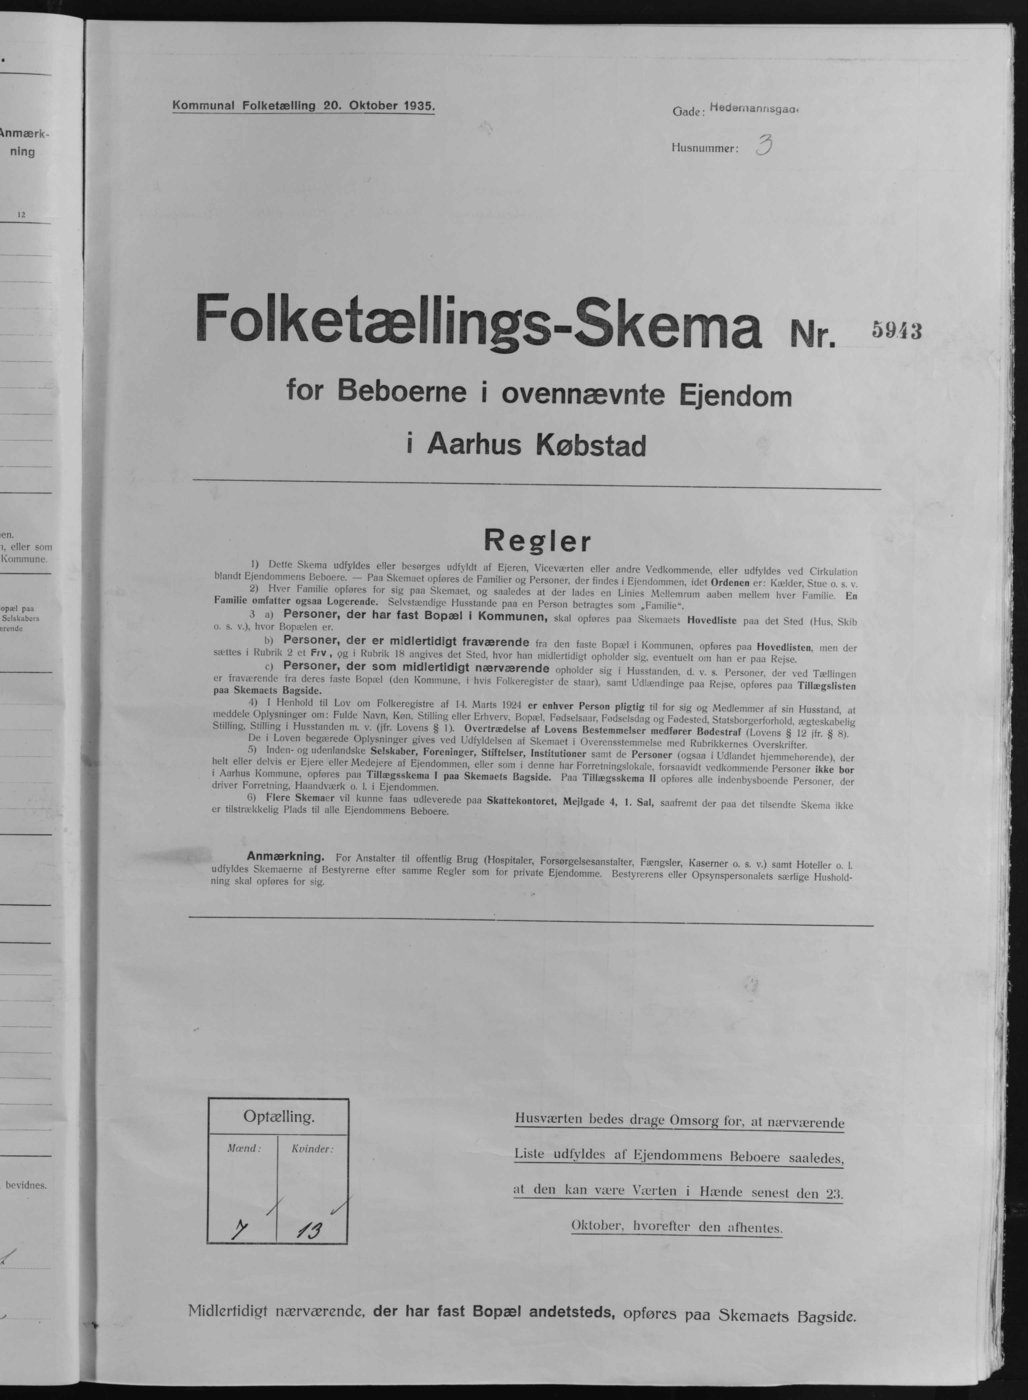 Kommunal Folketælling 20. Oktober 1935.
Gade: Hedemannsgad
Husnummer: 3
Folketællings-Skema Nr. 5943
for Beboerne i ovennævnte Ejendom
i Aarhus Købstad
Regler
1) Dette Skema udfyldes eller besørges udfyldt af Ejeren, Viceværten eller andre Vedkommende, eller udfyldes ved Cirkulation
blandt Ejendommens Beboere. — Paa Skemaet opføres de Familier og Personer, der findes i Ejendommen, idet Ordenen er: Kælder, Stue o. s. v.
2) Hver Familie opføres for sig paa Skemaet, og saaledes at der lades en Linies Mellemrum aaben mellem hver Familie. En
Familie omfatter ogsaa Logerende. Selvstændige Husstande paa en Person betragtes som „Familie".
3 a) Personer, der har fast Bopæl i Kommunen, skal opføres paa Skemaets Hovedliste paa det Sted (Hus, Skib
o. s. v.), hvor Bopælen er.
b) Personer, der er midlertidigt fraværende fra den faste Bopæl i Kommunen, opføres paa Hovedlisten, men der
sættes i Rubrik 2 et Frv, og i Rubrik 18 angives det Sted, hvor han midlertidigt opholder sig, eventuelt om han er paa Rejse.
c) Personer, der som midlertidigt nærværende opholder sig i Husstanden, d. v. s. Personer, der ved Tællingen
er fraværende fra deres faste Bopæl (den Kommune, i hvis Folkeregister de staar), samt Udlændinge paa Rejse, opføres paa Tillægslisten
paa Skemaets Bagside.
4) I Henhold til Lov om Folkeregistre af 14. Marts 1924 er enhver Person pligtig til for sig og Medlemmer af sin Husstand, at
meddele Oplysninger om: Fulde Navn, Køn, Stilling eller Erhverv, Bopæl, Fødselsaar, Fødselsdag og Fødested, Statsborgerforhold, ægteskabelig
Stilling, Stilling i Husstanden m. v. (jfr. Lovens § 1). Overtrædelse af Lovens Bestemmelser medfører Bødestraf (Lovens § 12 jfr. § 8).
De i Loven begærede Oplysninger gives ved Udfyldelsen af Skemaet i Overensstemmelse med Rubrikkernes Overskrifter.
5) Inden- og udenlandske Selskaber, Foreninger, Stiftelser, Institutioner samt de Personer (ogsaa i Udlandet hjemmehørende), der
helt eller delvis er Ejere eller Medejere af Ejendommen, eller som i denne har Forretningslokale, forsaavidt vedkommende Personer ikke bor
i Aarhus Kommune, opføres paa Tillægsskema I paa Skemaets Bagside. Paa Tillægsskema II opføres alle indenbysboende Personer, der
driver Forretning, Haandværk o. l. i Ejendommen.
6) Flere Skemaer vil kunne faas udleverede paa Skattekontoret, Mejlgade 4, 1. Sal, saafremt der paa det tilsendte Skema ikke
er tilstrækkelig Plads til alle Ejendommens Beboere.
Anmærkning. For Anstalter til offentlig Brug (Hospitaler, Forsørgelsesanstalter, Fængsler, Kaserner o. s. v.) samt Hoteller o. l.
udfyldes Skemaerne af Bestyrerne efter samme Regler som for private Ejendomme. Bestyrerens eller Opsynspersonalets særlige Hushold-
ning skal opføres for sig.
Optælling.
Mænd: Kvinder:
7 13
Husværten bedes drage Omsorg for, at nærværende
Liste udfyldes af Ejendommens Beboere saaledes,
at den kan være Værten i Hænde senest den 23.
Oktober, hvorefter den afhentes.
Midlertidigt nærværende, der har fast Bopæl andetsteds, opføres paa Skemaets Bagside.
Anmærk-
ning
12
en.
, eller som
Kommune.
opæl paa
Selskabers
erende
bevidnes.